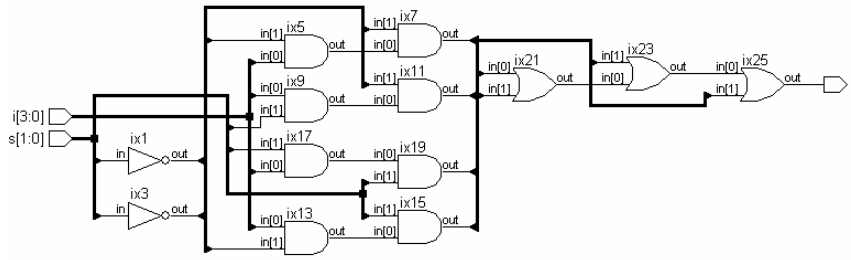 ix7
ix5
in[1]
out
in[1]
out
in[0]
ix23
in[0]
ix21
in[1]
out
in[0]
ix25
ix9
in[1]
ix11
in[0]
out
in[0]
out
in[0]
out
out
in[1]
in[1]
i[3:0]
in[1]
in[0]
s[1:0]
ix17
ix1
in[1]
out
in[0]
ix19
in
out
in[0]
in[1]
out
ix3
in
out
ix13
in[1]
ix15
in[0]
out
in[0]
out
in[1]